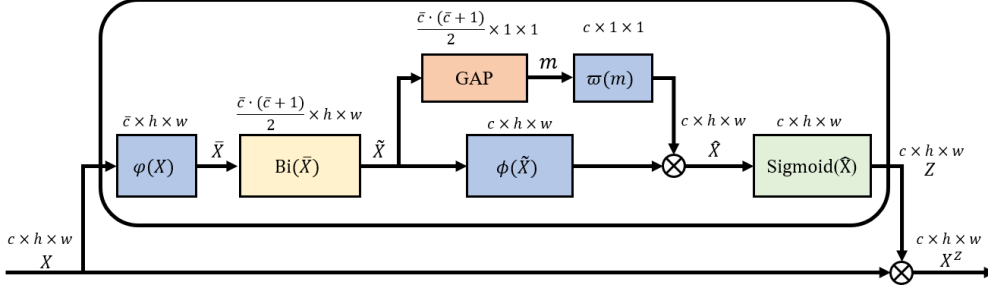 c̄·(c̄+1)/2 × 1 × 1
c × 1 × 1
GAP
m
ϖ(m)
c̄ × h × w
c̄·(c̄+1)/2 × h × w
c × h × w
c × h × w
c × h × w
φ(X)
X̄
Bi(X̄)
X̃
ϕ(X̃)
X̂
Sigmoid(X̂)
c × h × w
Z
c × h × w
X
c × h × w
X^Z